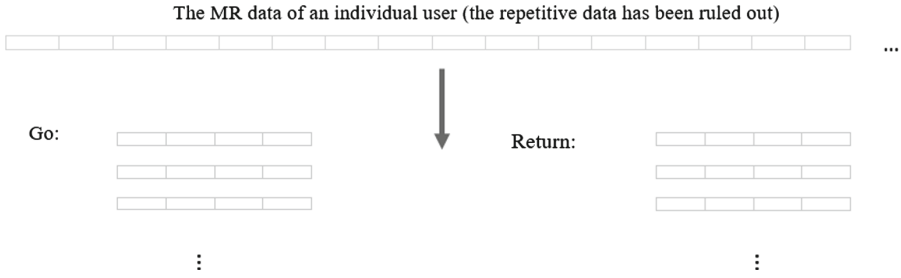 The MR data of an individual user (the repetitive data has been ruled out)
...
Go:
Return:
⋮
⋮